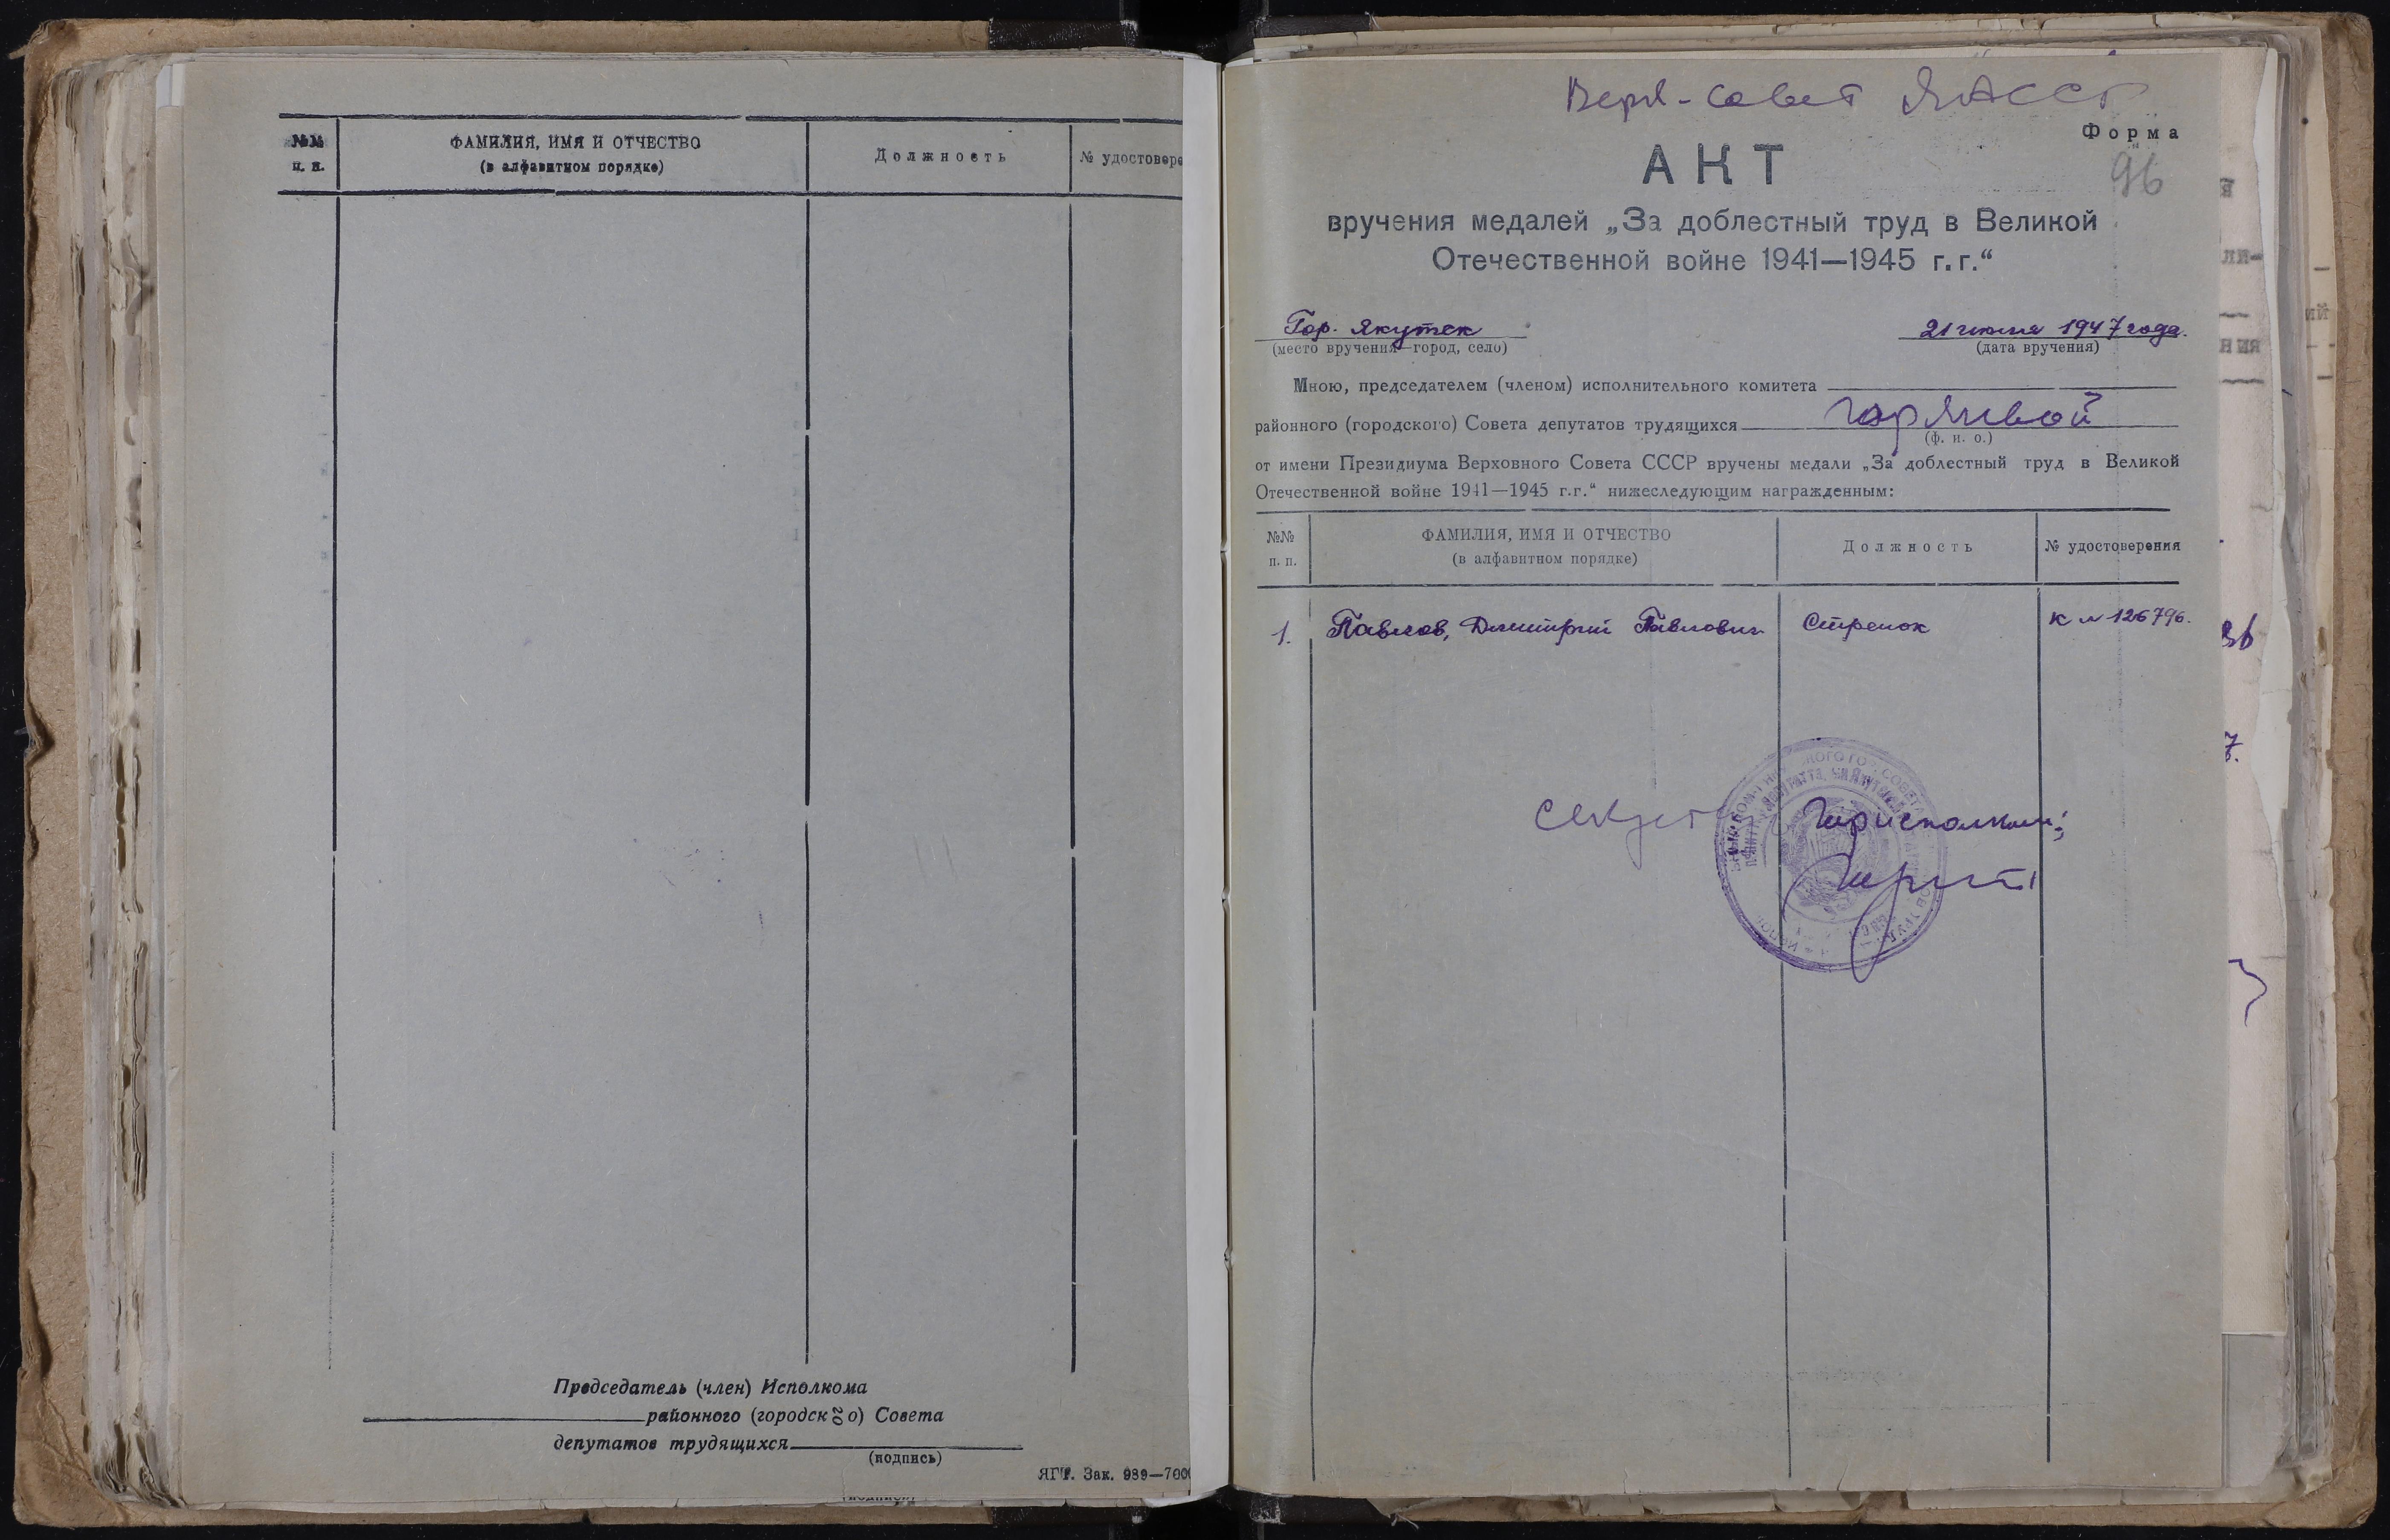 №№
п. п.
ФАМИЛИЯ, ИМЯ И ОТЧЕСТВО
(в алфавитном порядке)
Должность
№ удостовере
Председатель (член) Исполкома
районного (городского) Совета
депутатов трудящихся
(подпись)
ЯГТ. Зак. 989—700
Верх-Совет ЯАССР
Форма
96
АКТ
вручения медалей „За доблестный труд в Великой
Отечественной войне 1941—1945 г.г.“
Гор. Якутск
21 июня 1947 года.
(место вручения—город, село)
(дата вручения)
Мною, председателем (членом) исполнительного комитета
районного (городского) Совета депутатов трудящихся
(ф. и. о.)
от имени Президиума Верховного Совета СССР вручены медали „За доблестный труд в Великой
Отечественной войне 1941—1945 г.г.“ нижеследующим награжденным:
№№
п. п.
ФАМИЛИЯ, ИМЯ И ОТЧЕСТВО
(в алфавитном порядке)
Должность
№ удостоверения
1. Павлов, Дмитрий Павлович Стрелок К № 126796.
Горисполкома: